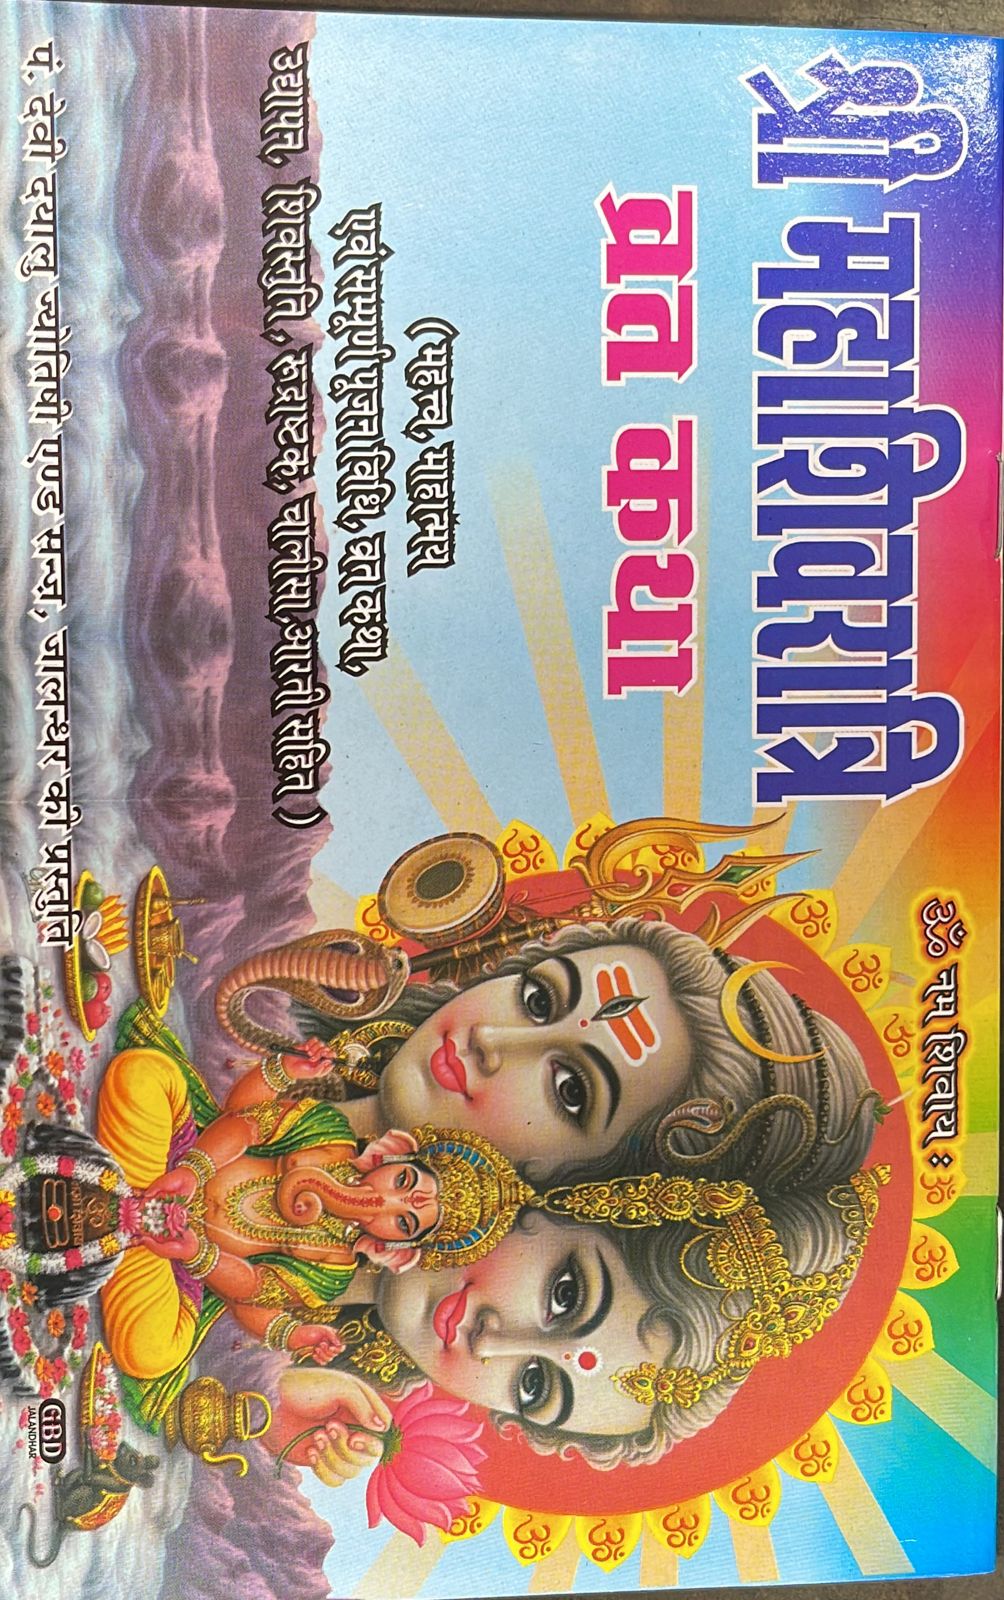 ॐ नम शिवाय :
श्री महाशिवरात्रि
व्रत कथा
(महत्त्व, माहात्मय
एवं सम्पूर्ण पूजन विधि, व्रत कथा,
उद्यापन, शिवस्तुति, रूद्राष्टक, चालीसा,आरती सहित )
पं. देवी दयालु ज्योतिषी एण्ड सन्ज़, जालन्धर की प्रस्तुति
GBD
JALANDHAR